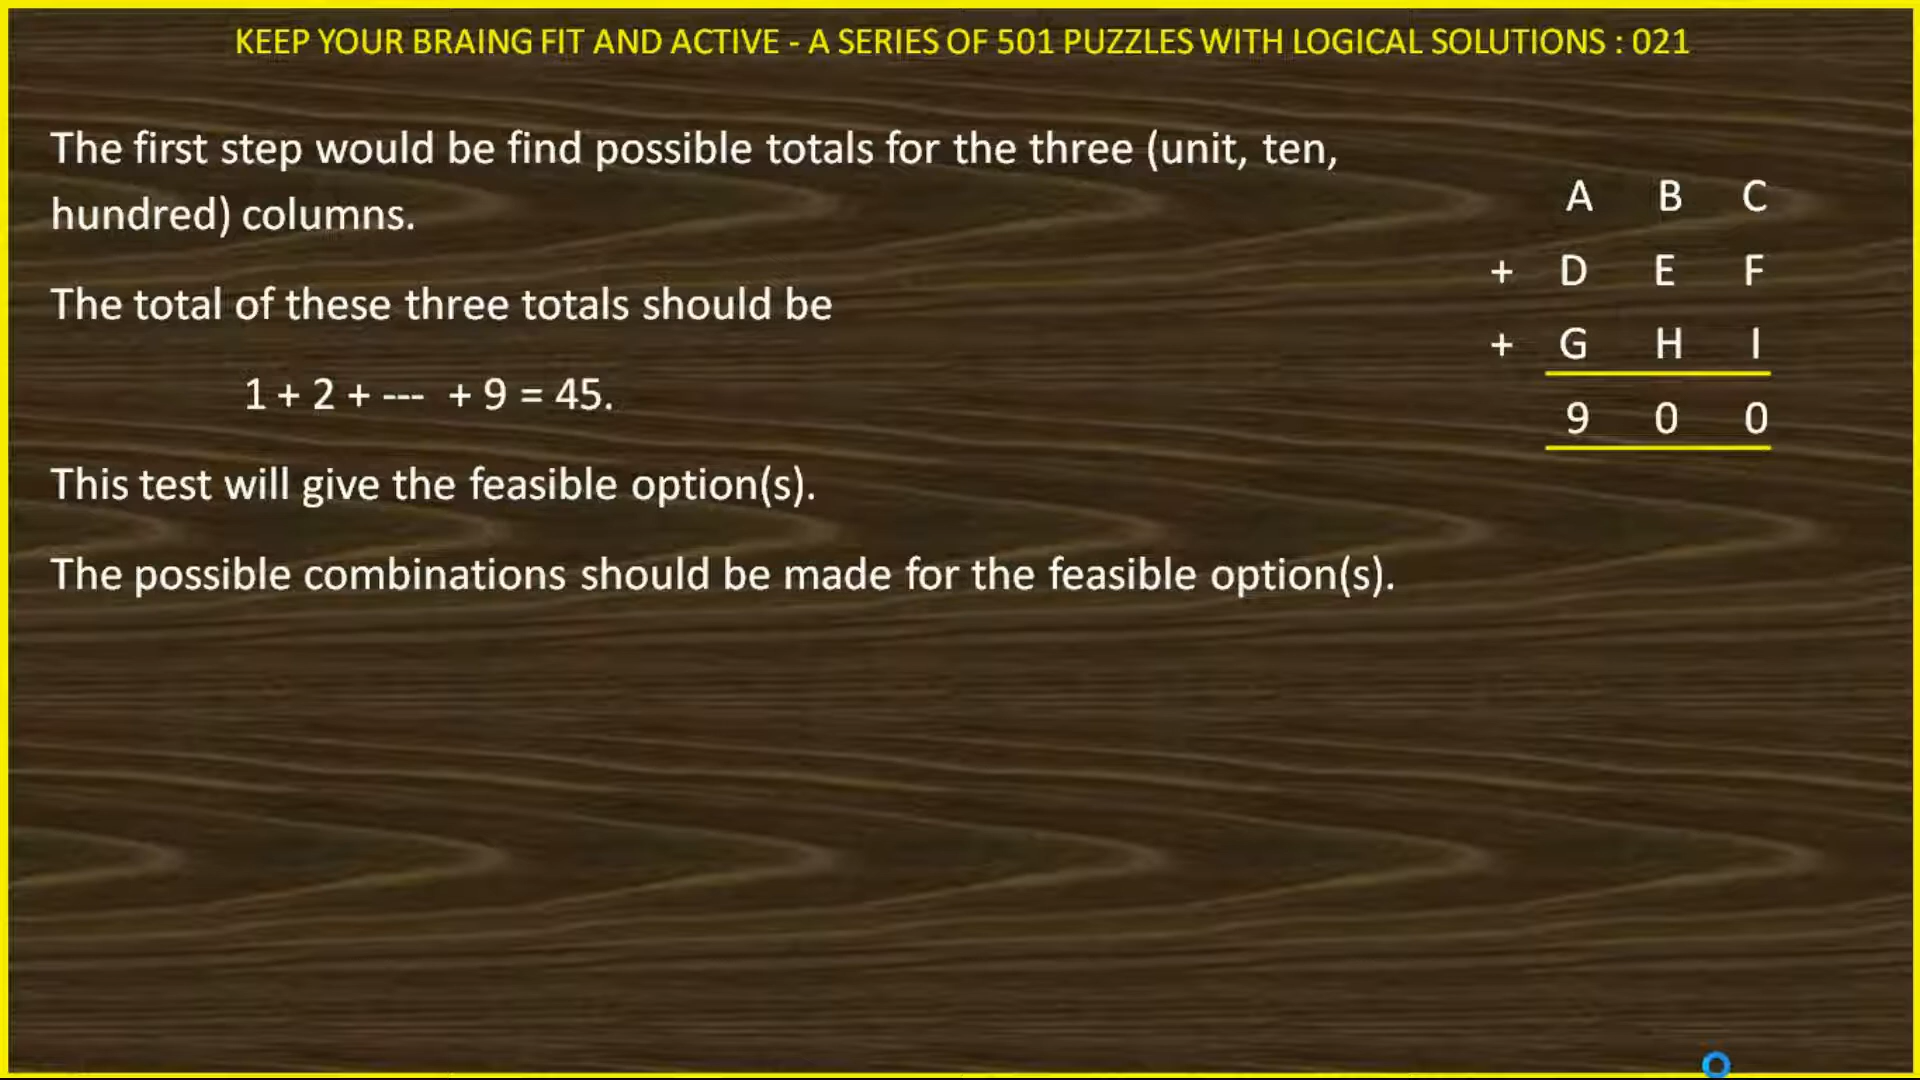 KEEP YOUR BRAING FIT AND ACTIVE - A SERIES OF 501 PUZZLES WITH LOGICAL SOLUTIONS : 021
The first step would be find possible totals for the three (unit, ten,
hundred) columns.
The total of these three totals should be
1 + 2 + --- + 9 = 45.
This test will give the feasible option(s).
The possible combinations should be made for the feasible option(s).
A B C
+ D E F
+ G H I
9 0 0